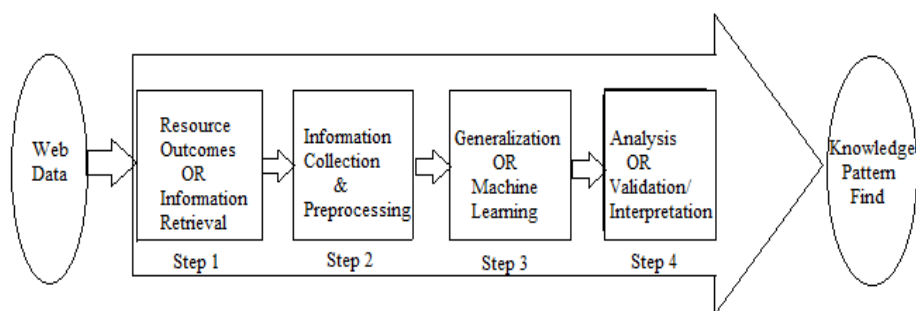 Web
Data
Resource
Outcomes
OR
Information
Retrieval
Step 1
Information
Collection
&
Preprocessing
Step 2
Generalization
OR
Machine
Learning
Step 3
Analysis
OR
Validation/
Interpretation
Step 4
Knowledge
Pattern
Find